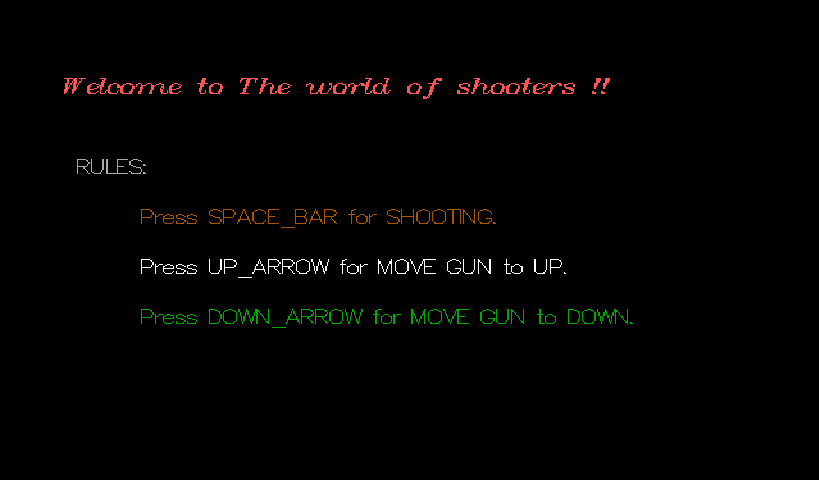 Welcome to The world of shooters !!
RULES:
Press SPACE_BAR for SHOOTING.
Press UP_ARROW for MOVE GUN to UP.
Press DOWN_ARROW for MOVE GUN to DOWN.